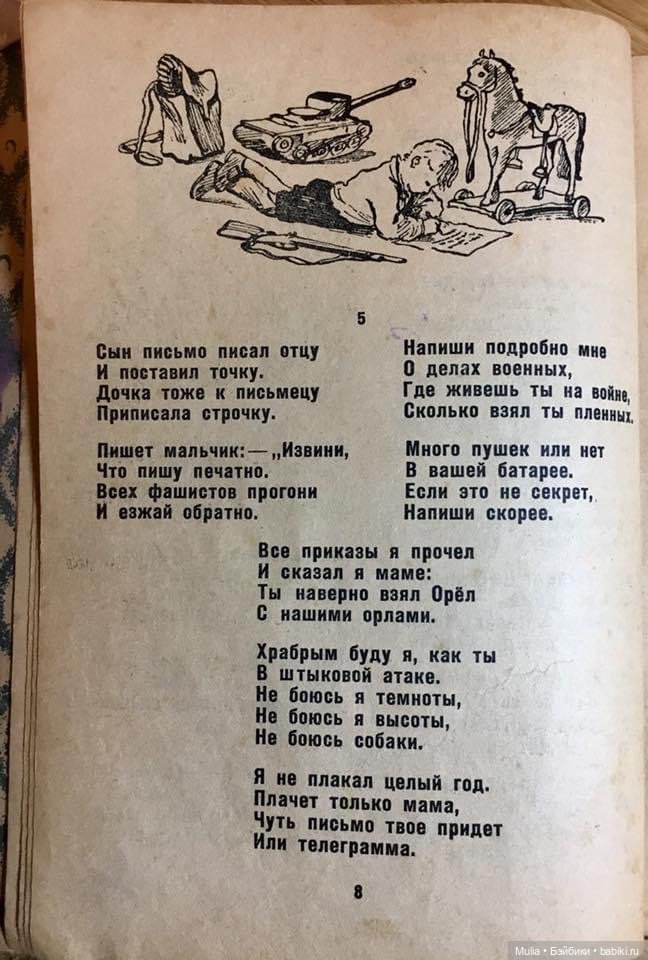 5
Сын письмо писал отцу
И поставил точку.
Дочка тоже к письмецу
Приписала строчку.
Пишет мальчик:—„Извини,
Что пишу печатно.
Всех фашистов прогони
И езжай обратно.
Напиши подробно мне
О делах военных,
Где живешь ты на войне,
Сколько взял ты пленных.
Много пушек или нет
В вашей батарее.
Если это не секрет,
Напиши скорее.
Все приказы я прочел
И сказал я маме:
Ты наверно взял Орёл
С нашими орлами.
Храбрым буду я, как ты
В штыковой атаке.
Не боюсь я темноты,
Не боюсь я высоты,
Не боюсь собаки.
Я не плакал целый год.
Плачет только мама,
Чуть письмо твое придет
Или телеграмма.
8
Mulia • Бэйбики • babiki.ru